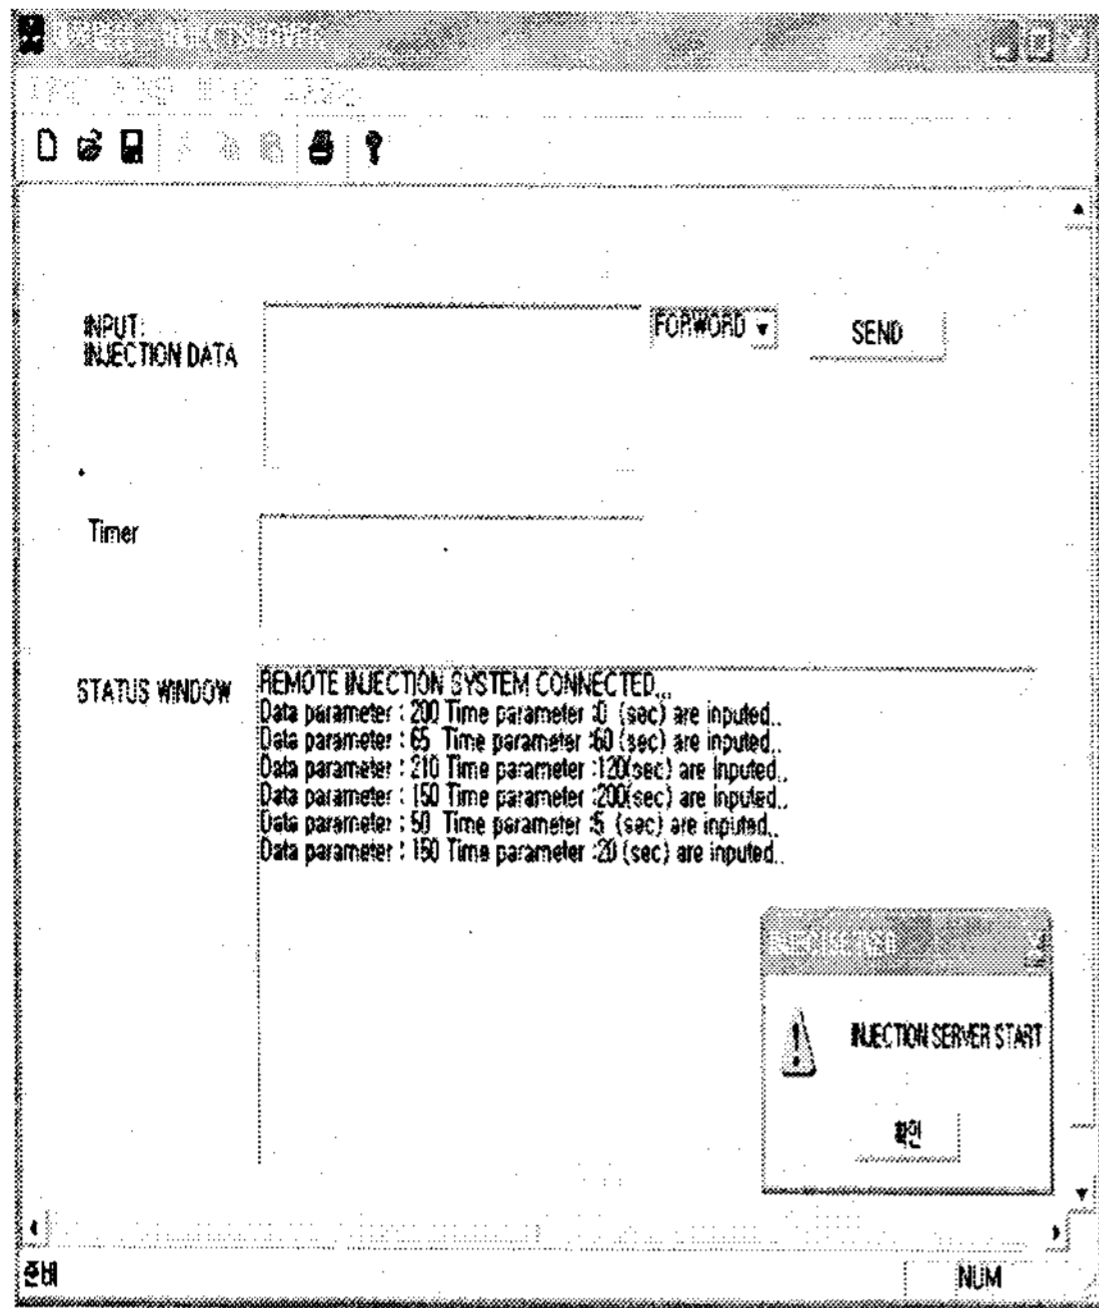 INJECTSERVER
INPUT:
INJECTION DATA
FORWORD
SEND
Timer
STATUS WINDOW
REMOTE INJECTION SYSTEM CONNECTED...
Data parameter : 200 Time parameter :0 (sec) are inputed..
Data parameter : 65 Time parameter :60 (sec) are inputed..
Data parameter : 210 Time parameter :120(sec) are inputed..
Data parameter : 150 Time parameter :200(sec) are inputed..
Data parameter : 50 Time parameter :5 (sec) are inputed..
Data parameter : 150 Time parameter :20 (sec) are inputed..
INJECTION SERVER START
확인
준비
NUM